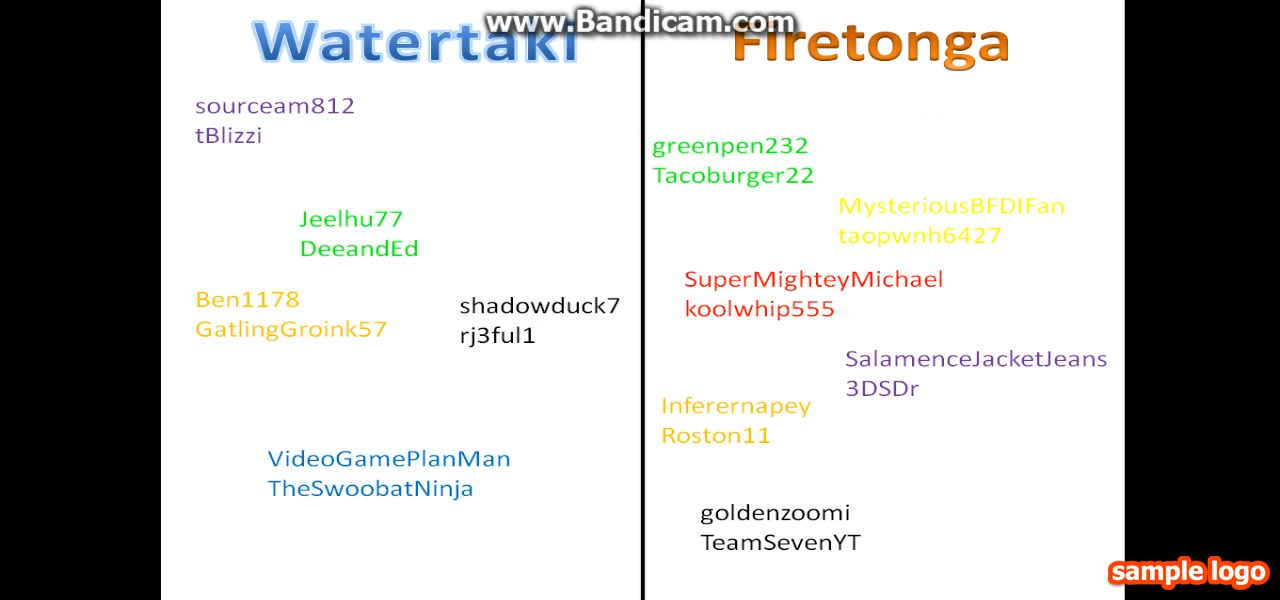 www.Bandicam.com
Watertaki
sourceam812
tBlizzi
Jeelhu77
DeeandEd
Ben1178
GatlingGroink57
shadowduck7
rj3ful1
VideoGamePlanMan
TheSwoobatNinja
Firetonga
greenpen232
Tacoburger22
MysteriousBFDIFan
taopwnh6427
SuperMighteyMichael
koolwhip555
SalamenceJacketJeans
3DSDr
Inferernapey
Roston11
goldenzoomi
TeamSevenYT
sample logo